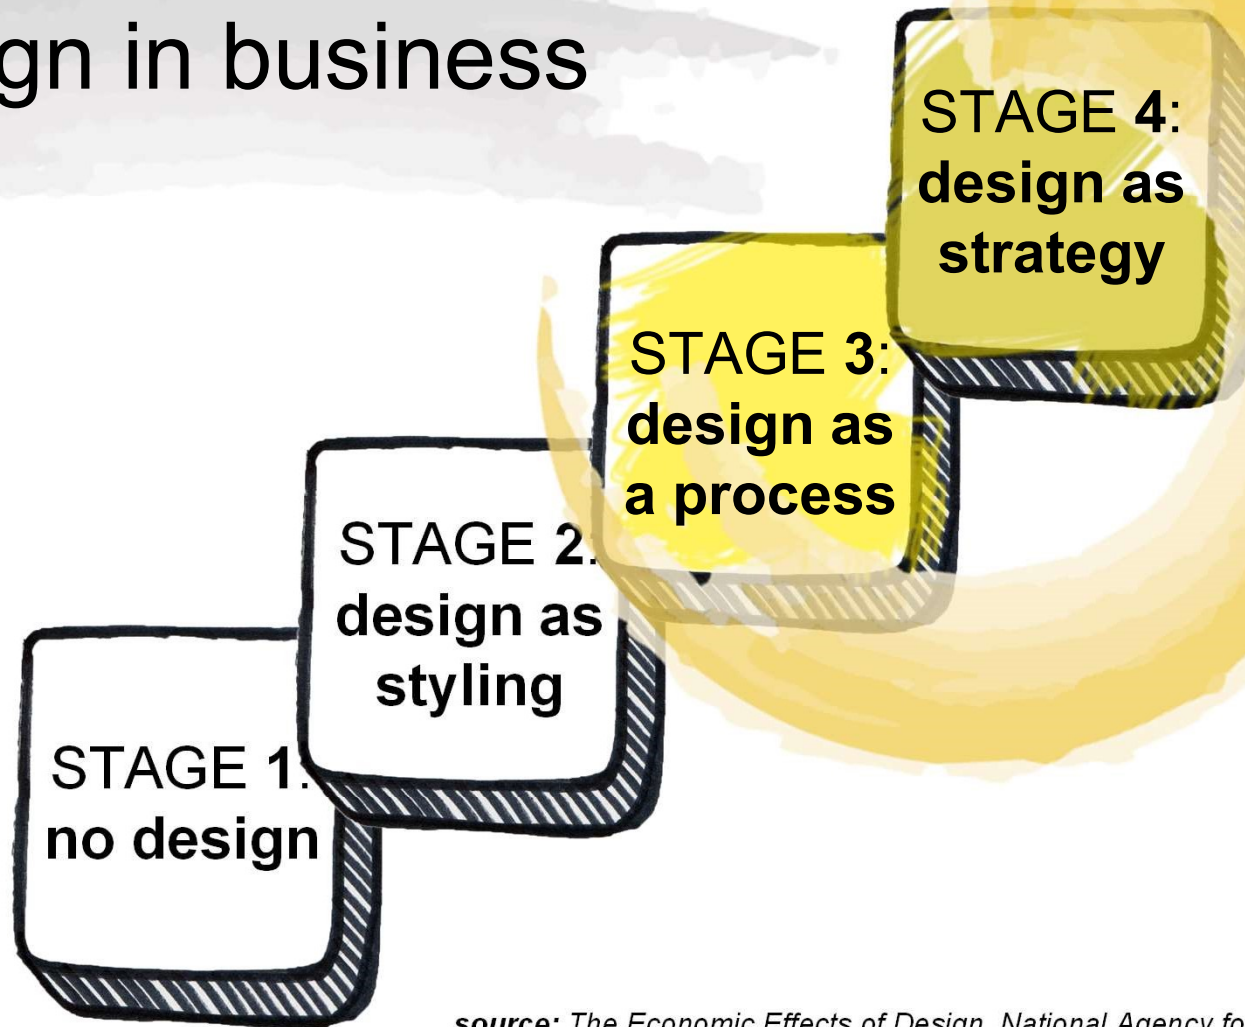 gn in business
STAGE 4:
design as
strategy
STAGE 3:
design as
a process
STAGE 2:
design as
styling
STAGE 1:
no design
source: The Economic Effects of Design, National Agency fo